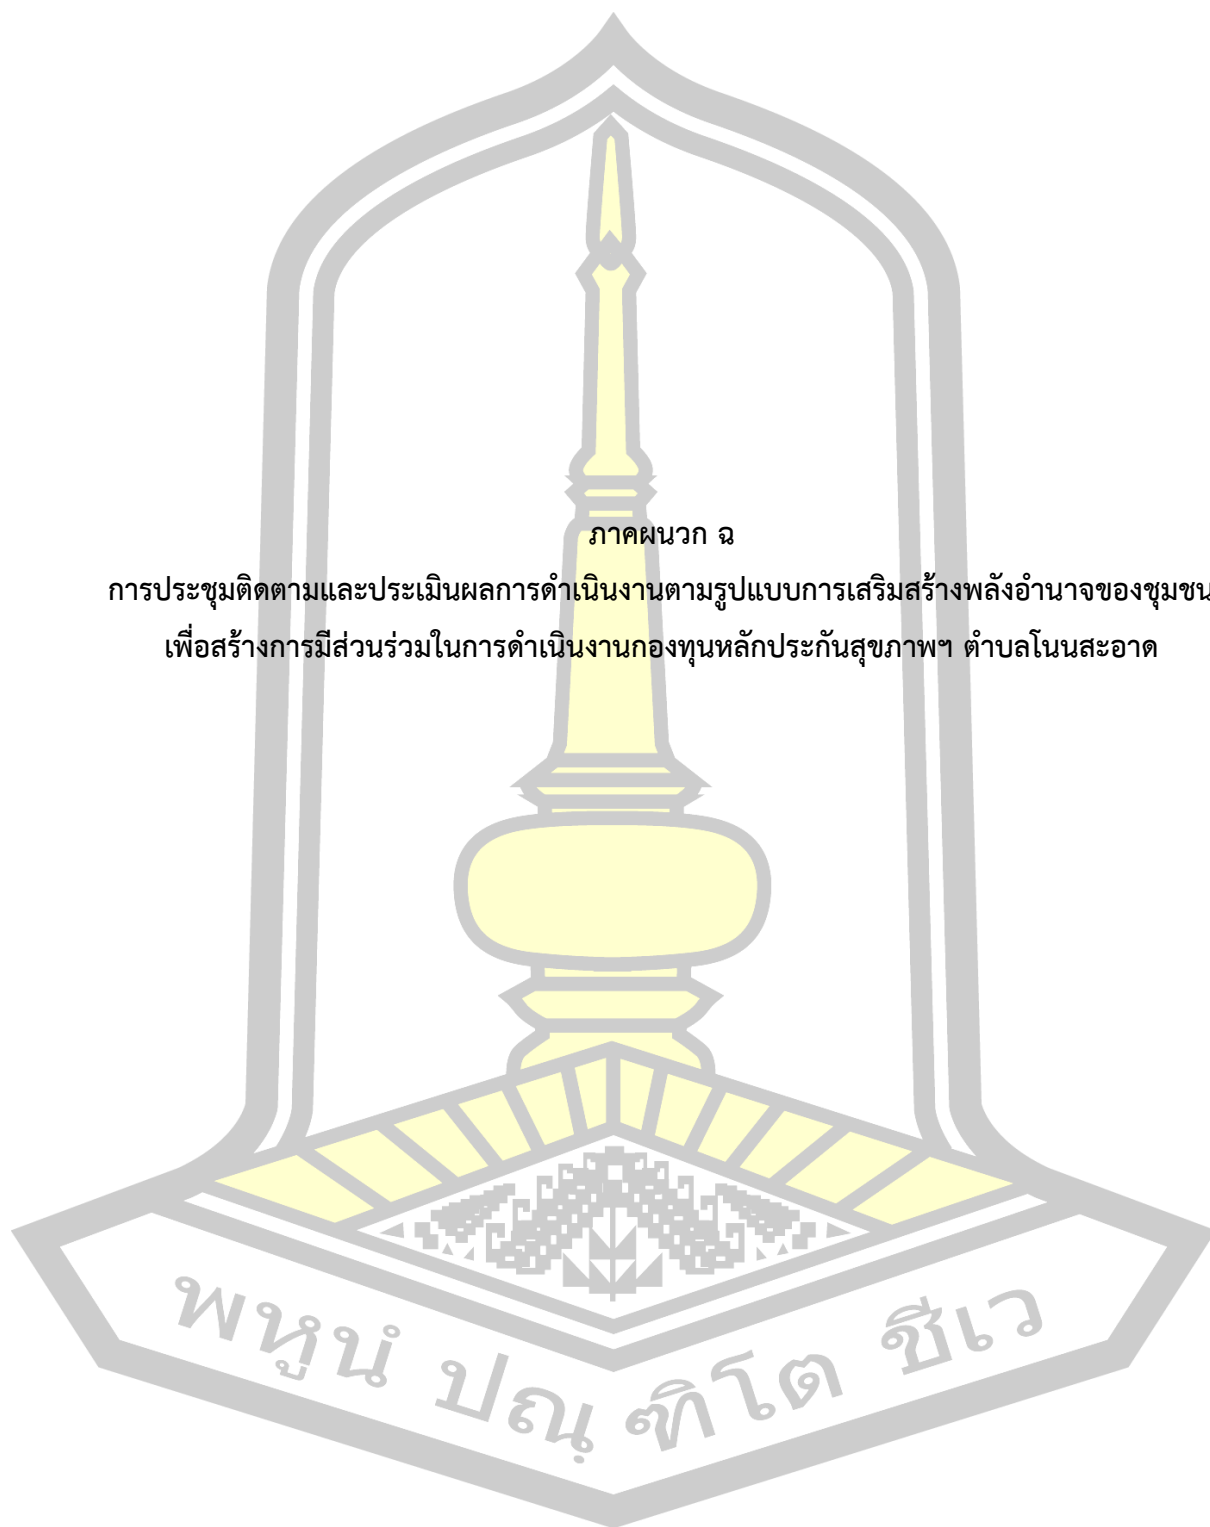 ภาคผนวก ฉ
การประชุมติดตามและประเมินผลการดำเนินงานตามรูปแบบการเสริมสร้างพลังอำนาจของชุมชน
เพื่อสร้างการมีส่วนร่วมในการดำเนินงานกองทุนหลักประกันสุขภาพฯ ตำบลโนนสะอาด
พหูนํ ปณฺฑิโต ชีเว